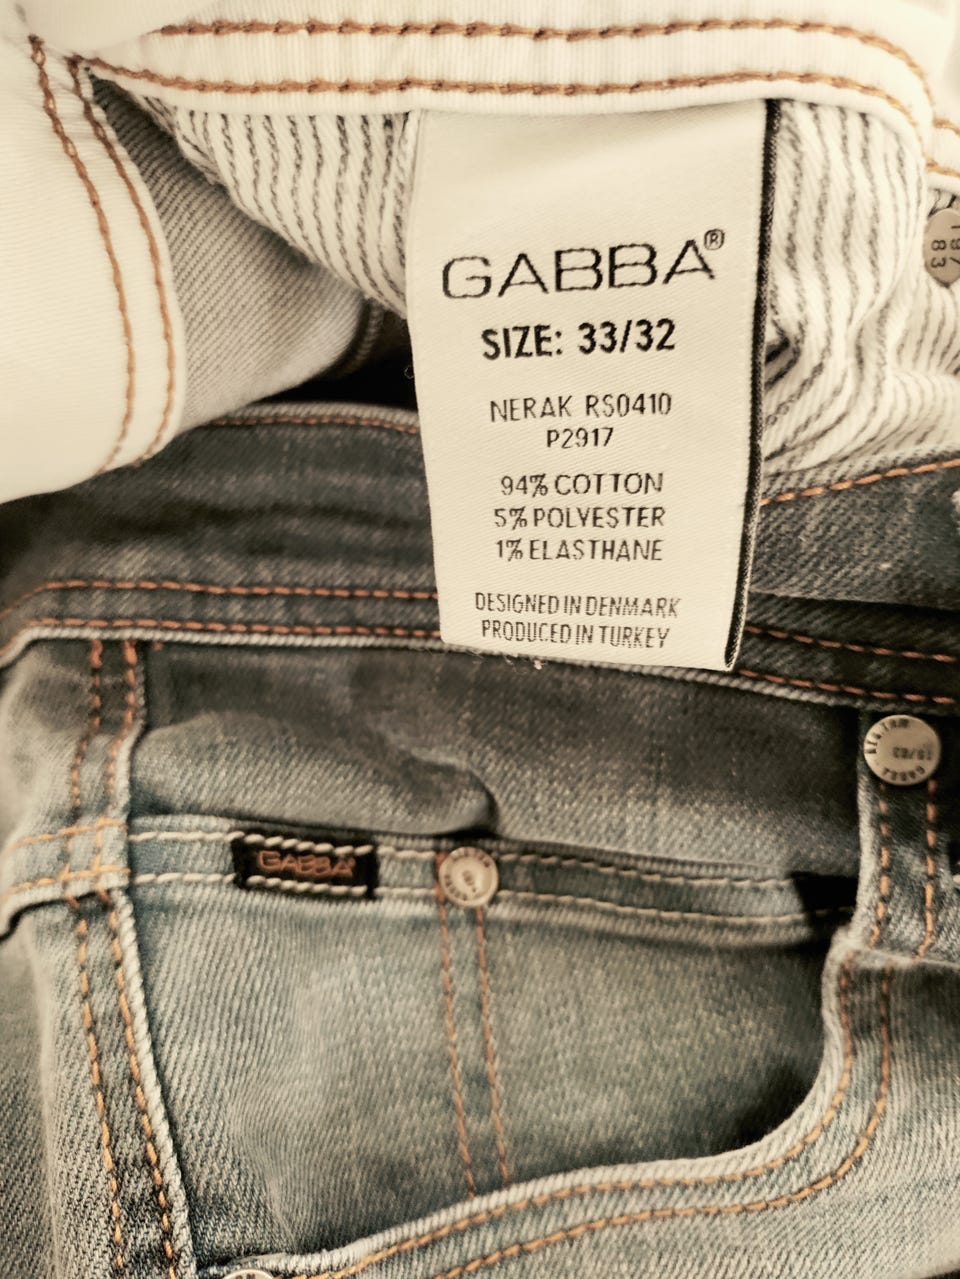 GABBA®
SIZE: 33/32
NERAK RS0410
P2917
94% COTTON
5% POLYESTER
1% ELASTHANE
DESIGNED IN DENMARK
PRODUCED IN TURKEY
83
GABBA